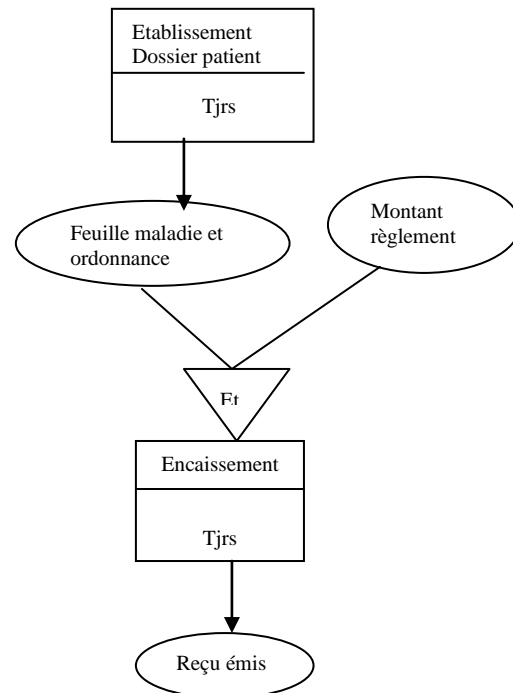 Etablissement
Dossier patient
Tjrs
Feuille maladie et
ordonnance
Montant
règlement
Et
Encaissement
Tjrs
Reçu émis